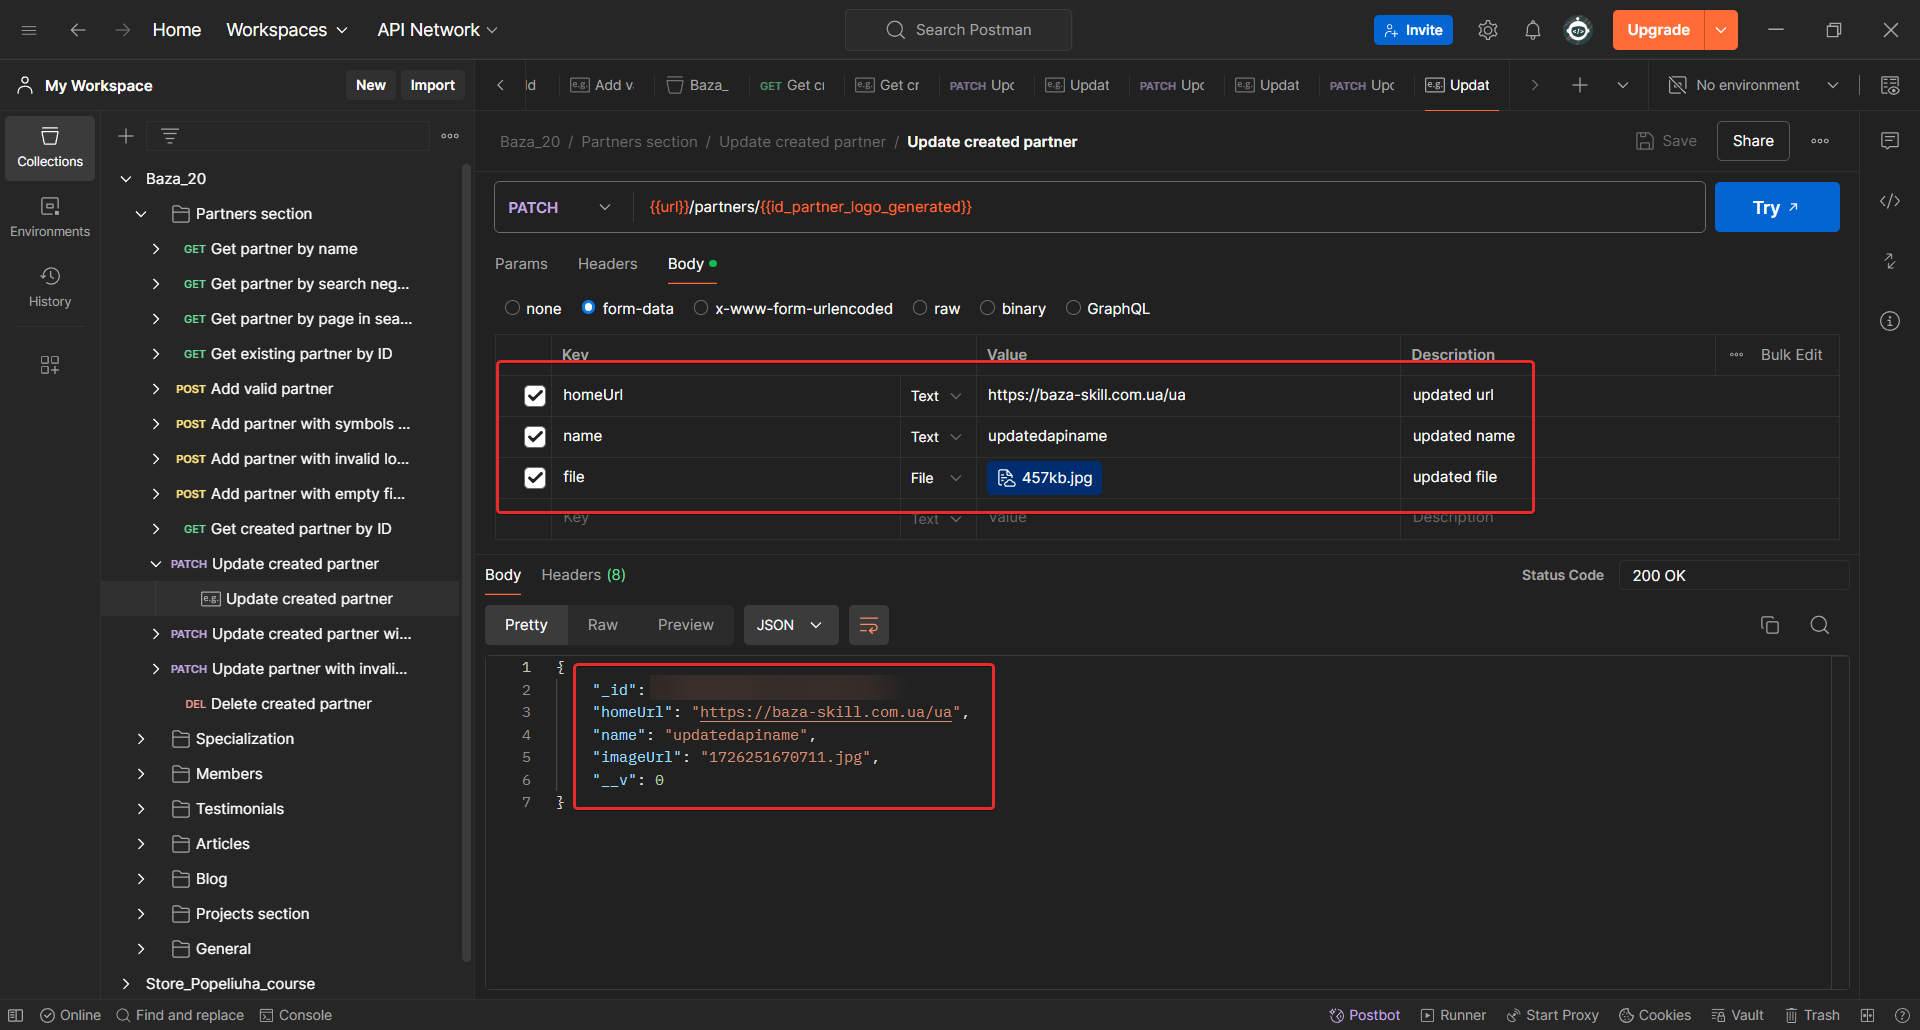 Home Workspaces API Network Search Postman Invite Upgrade
My Workspace New Import
ld Add v Baza_ GET Get cr Get cr PATCH Upc Updat PATCH Upc Updat PATCH Upc Updat No environment
Collections
Environments
History
Baza_20
Partners section
GET Get partner by name
GET Get partner by search neg...
GET Get partner by page in sea...
GET Get existing partner by ID
POST Add valid partner
POST Add partner with symbols ...
POST Add partner with invalid lo...
POST Add partner with empty fi...
GET Get created partner by ID
PATCH Update created partner
e.g. Update created partner
PATCH Update created partner wi...
PATCH Update partner with invali...
DEL Delete created partner
Specialization
Members
Testimonials
Articles
Blog
Projects section
General
Store_Popeliuha_course
Baza_20 / Partners section / Update created partner / Update created partner Save Share
PATCH {{url}}/partners/{{id_partner_logo_generated}} Try
Params Headers Body
none form-data x-www-form-urlencoded raw binary GraphQL
Key Value Description Bulk Edit
homeUrl Text https://baza-skill.com.ua/ua updated url
name Text updatedapiname updated name
file File 457kb.jpg updated file
Key Text Value Description
Body Headers (8) Status Code 200 OK
Pretty Raw Preview JSON
1 {
2 "_id":
3 "homeUrl": "https://baza-skill.com.ua/ua",
4 "name": "updatedapiname",
5 "imageUrl": "1726251670711.jpg",
6 "__v": 0
7 }
Online Find and replace Console Postbot Runner Start Proxy Cookies Vault Trash